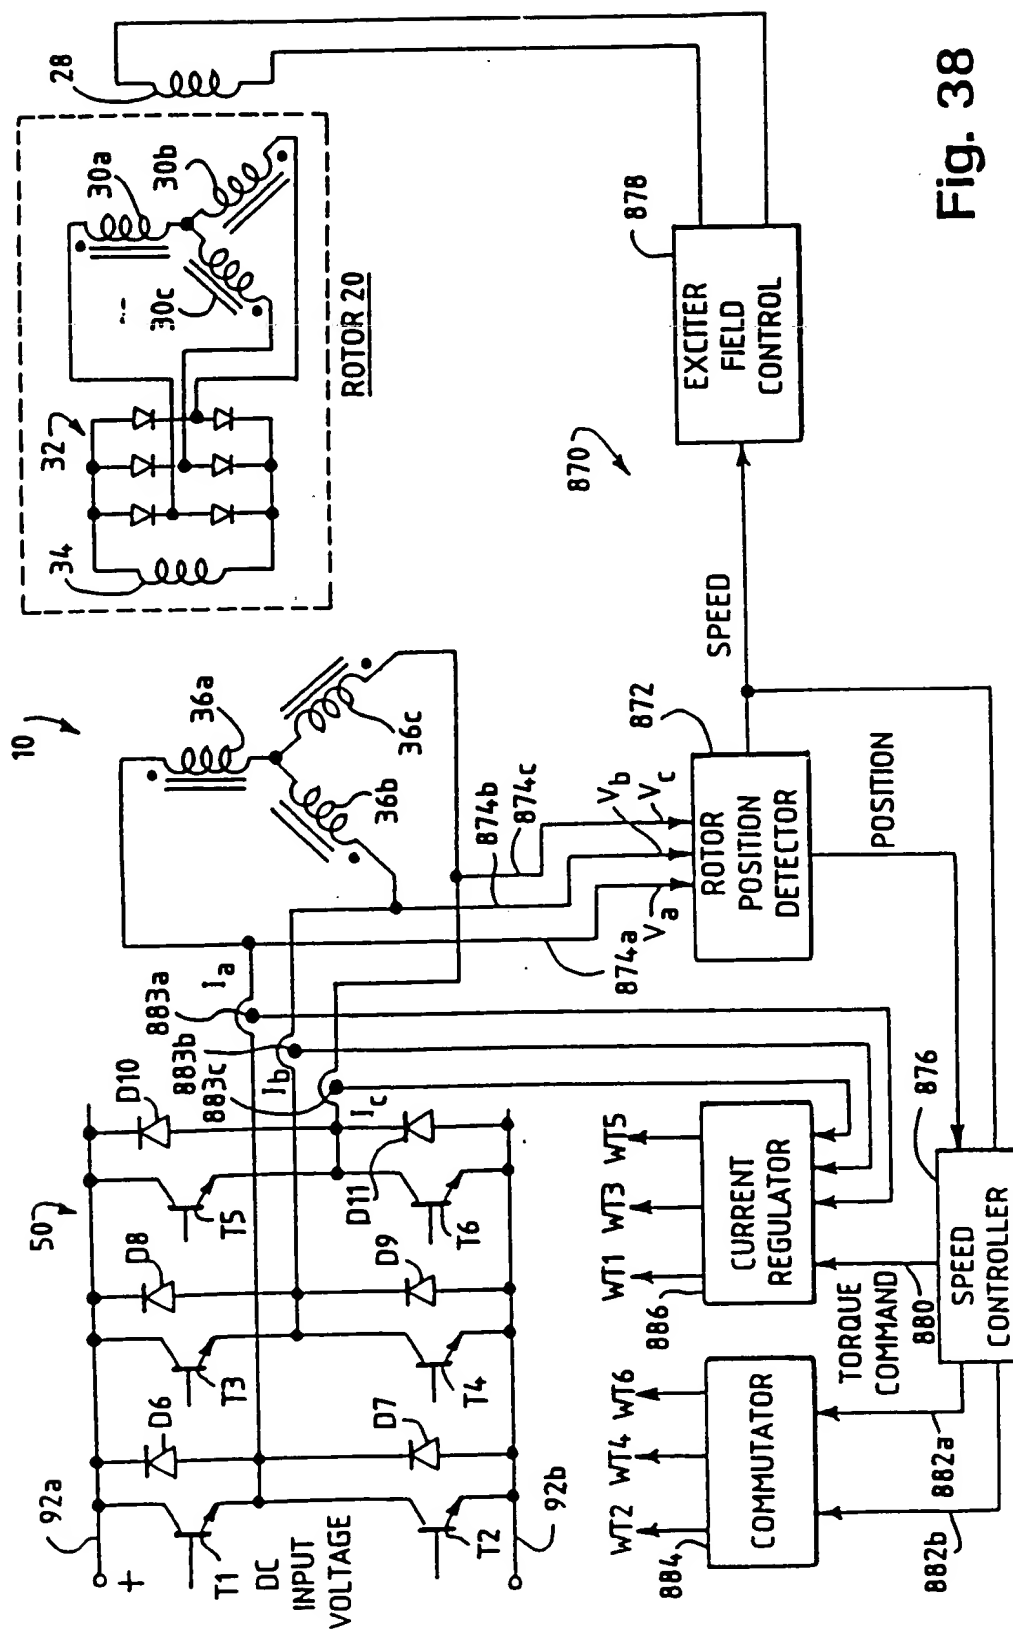 10
28
30a
30b
30c
32
34
ROTOR 20
36a
36b
36c
50
92a
+
T1
DC
INPUT
VOLTAGE
T2
92b
D6
D7
T3
T4
D8
D9
T5
T6
D10
D11
883a
883b
883c
Ia
Ib
Ic
874a
874b
874c
Va
Vb
Vc
872
ROTOR
POSITION
DETECTOR
SPEED
POSITION
870
878
EXCITER
FIELD
CONTROL
WT2 WT4 WT6
884
COMMUTATOR
882a
882b
WT1 WT3 WT5
886
CURRENT
REGULATOR
TORQUE
COMMAND
880
876
SPEED
CONTROLLER
Fig. 38